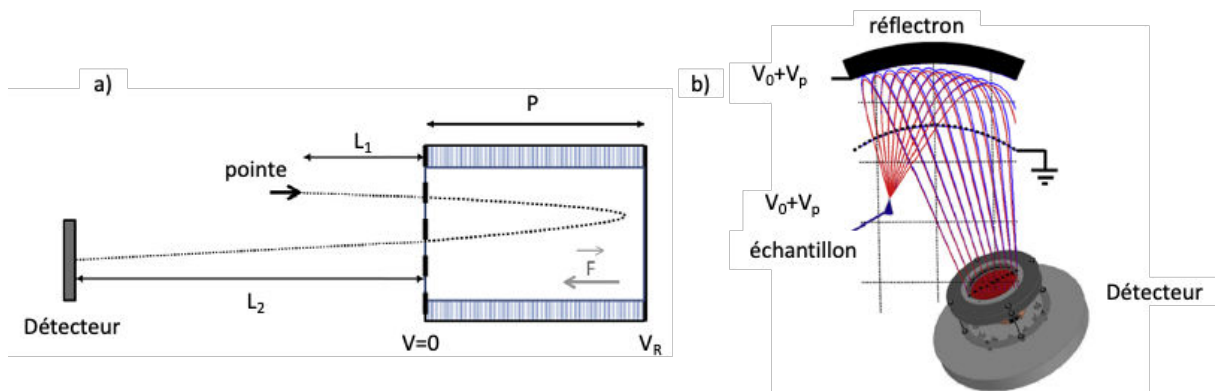 a)
P
L1
pointe
F
L2
Détecteur
V=0
VR
b)
réflectron
V0+Vp
V0+Vp
échantillon
Détecteur